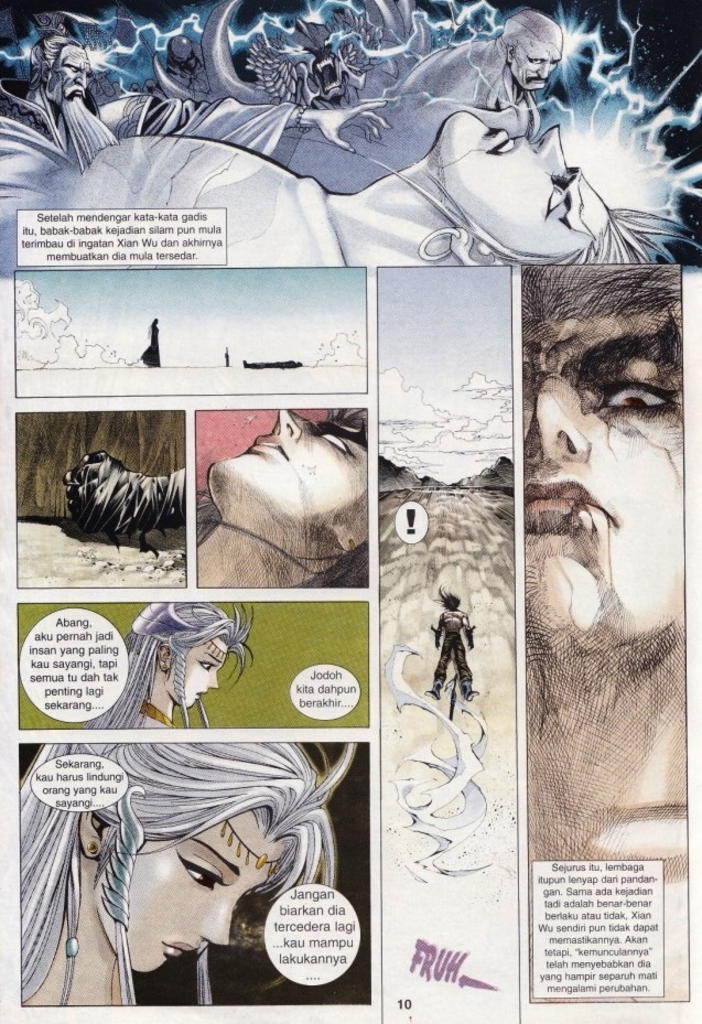 Setelah mendengar kata-kata gadis
itu, babak-babak kejadian silam pun mula
terimbau di ingatan Xian Wu dan akhirnya
membuatkan dia mula tersedar.
!
Abang,
aku pernah jadi
insan yang paling
kau sayangi, tapi
semua tu dah tak
penting lagi
sekarang....
Jodoh
kita dahpun
berakhir....
Sekarang,
kau harus lindungi
orang yang kau
sayangi....
Jangan
biarkan dia
tercedera lagi
...kau mampu
lakukannya
....
FRUH
Sejurus itu, lembaga
itupun lenyap dari pandan-
gan. Sama ada kejadian
tadi adalah benar-benar
berlaku atau tidak, Xian
Wu sendiri pun tidak dapat
memastikannya. Akan
tetapi, "kemunculannya"
telah menyebabkan dia
yang hampir separuh mati
mengalami perubahan.
10